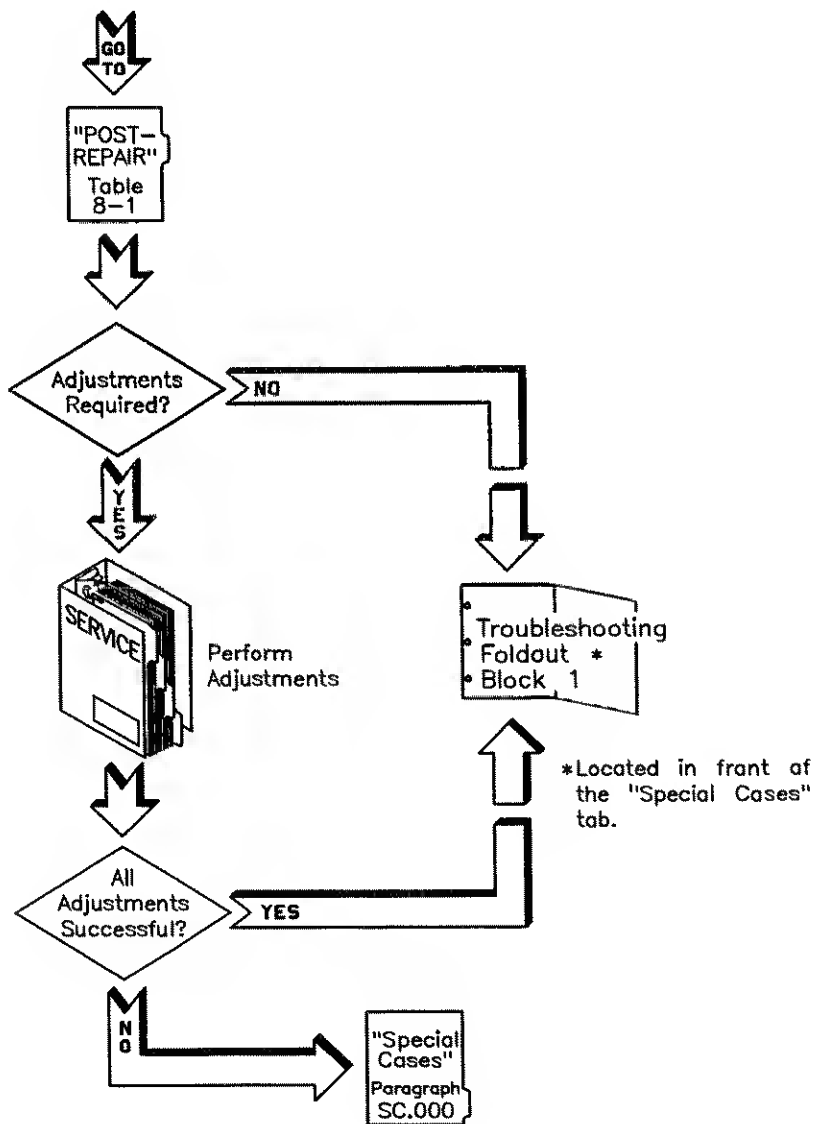 GO
TO
"POST-
REPAIR"
Table
8-1
Adjustments
Required?
NO
YES
SERVICE
Perform
Adjustments
Troubleshooting
Foldout *
Block 1
*Located in front af
the "Special Cases"
tab.
All
Adjustments
Successful?
YES
NO
"Special
Cases"
Paragraph
SC.000